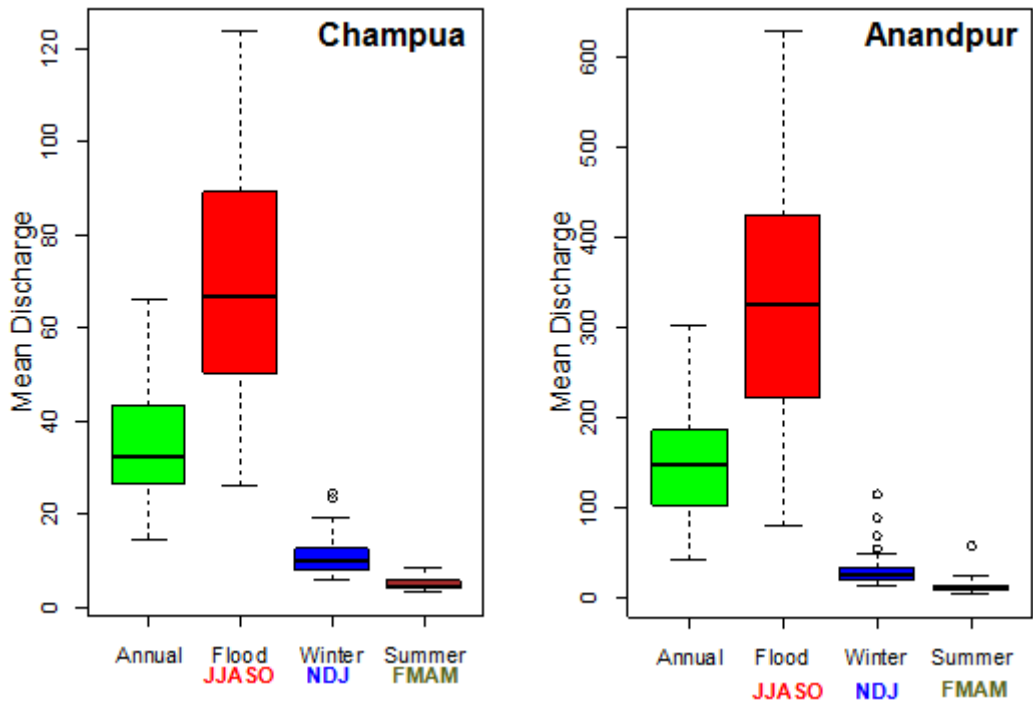 Champua
Mean Discharge
0 20 40 60 80 100 120
Annual Flood Winter Summer
JJASO NDJ FMAM
Anandpur
Mean Discharge
0 100 200 300 400 500 600
Annual Flood Winter Summer
JJASO NDJ FMAM